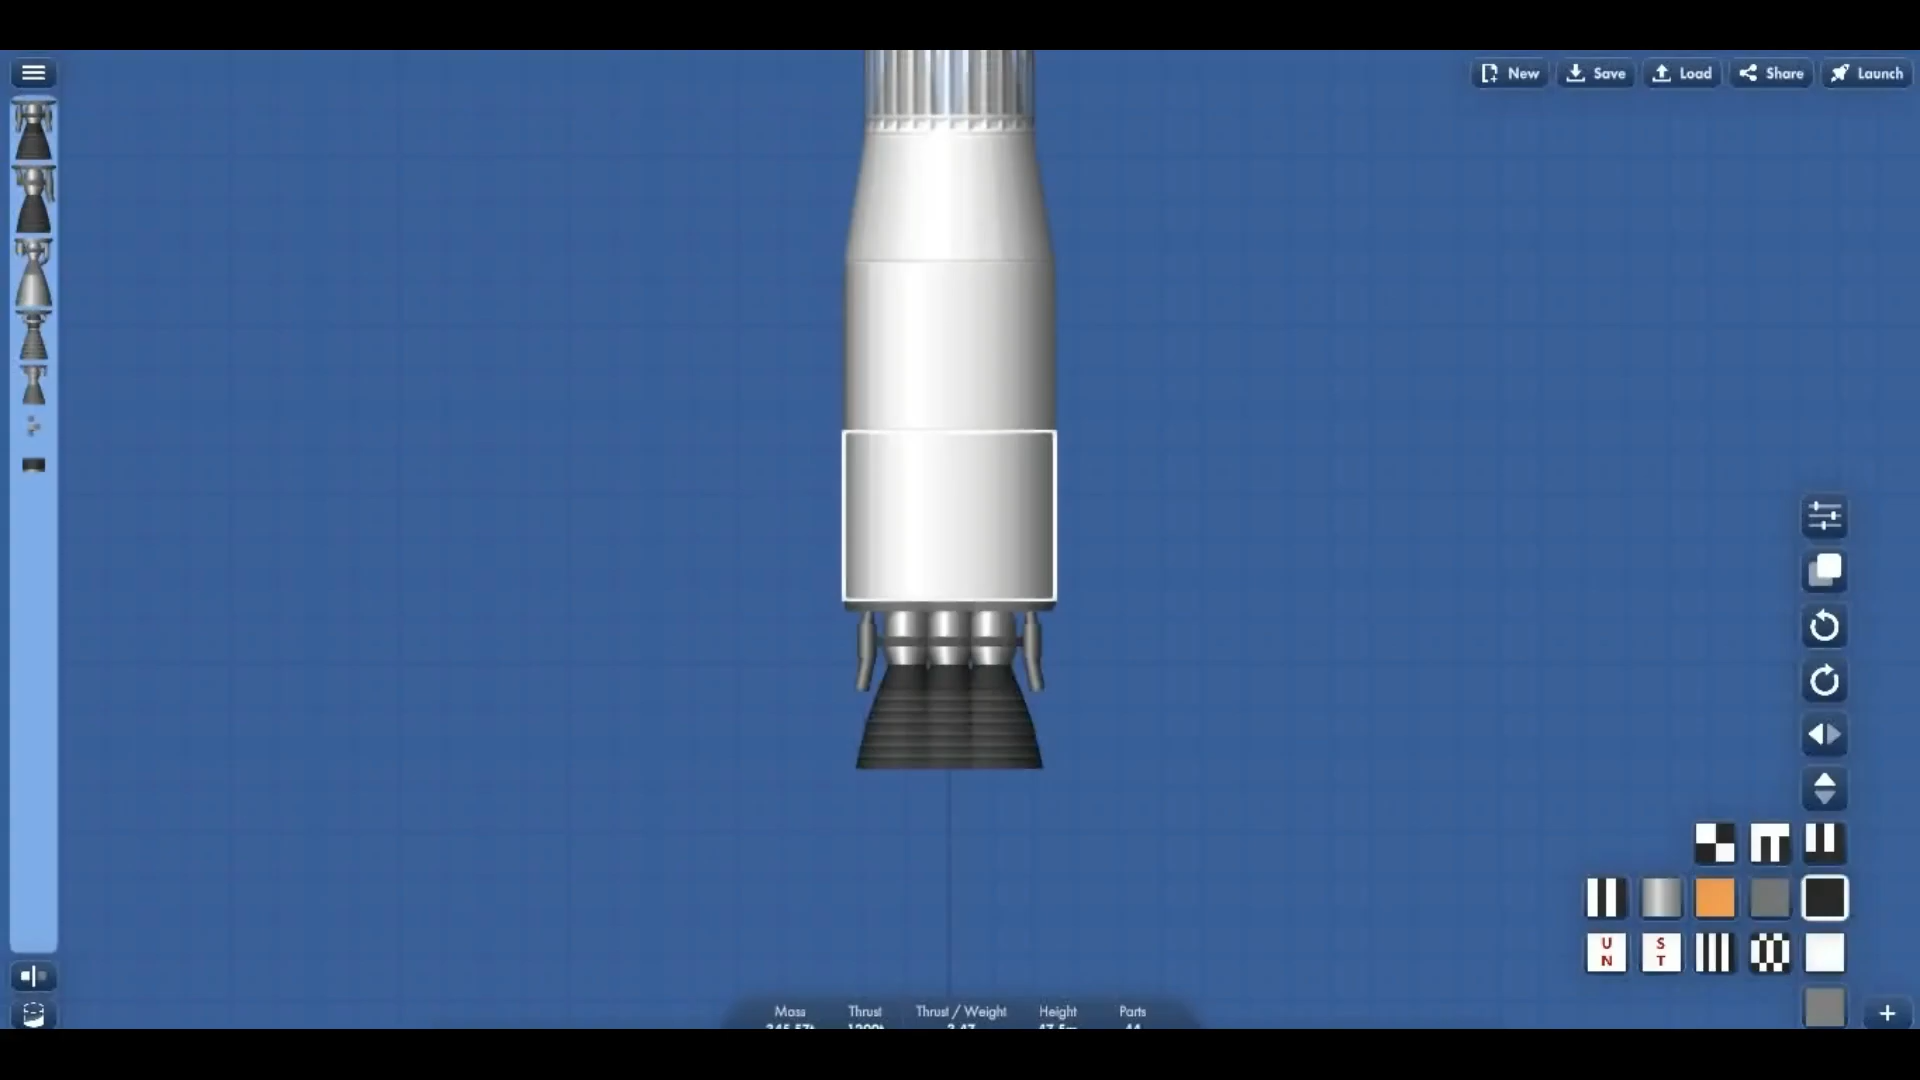 New Save Load Share Launch
U S
N T
Mass Thrust Thrust / Weight Height Parts